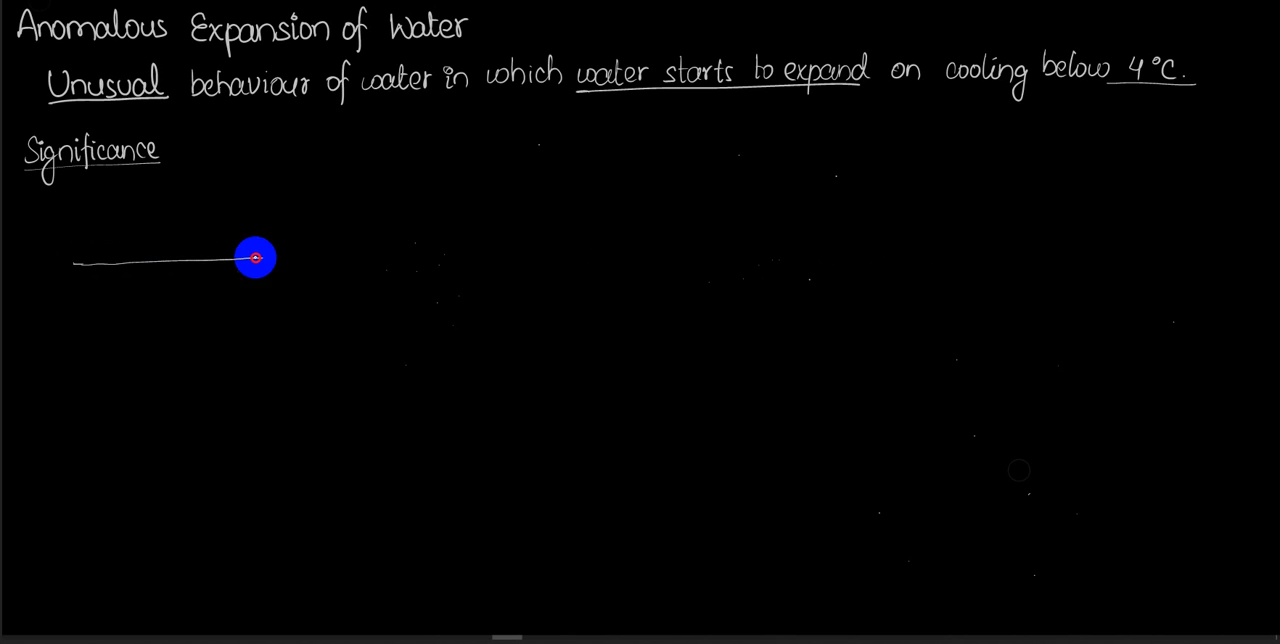 Anomalous Expansion of Water
Unusual behaviour of water in which water starts to expand on cooling below 4°C.
Significance